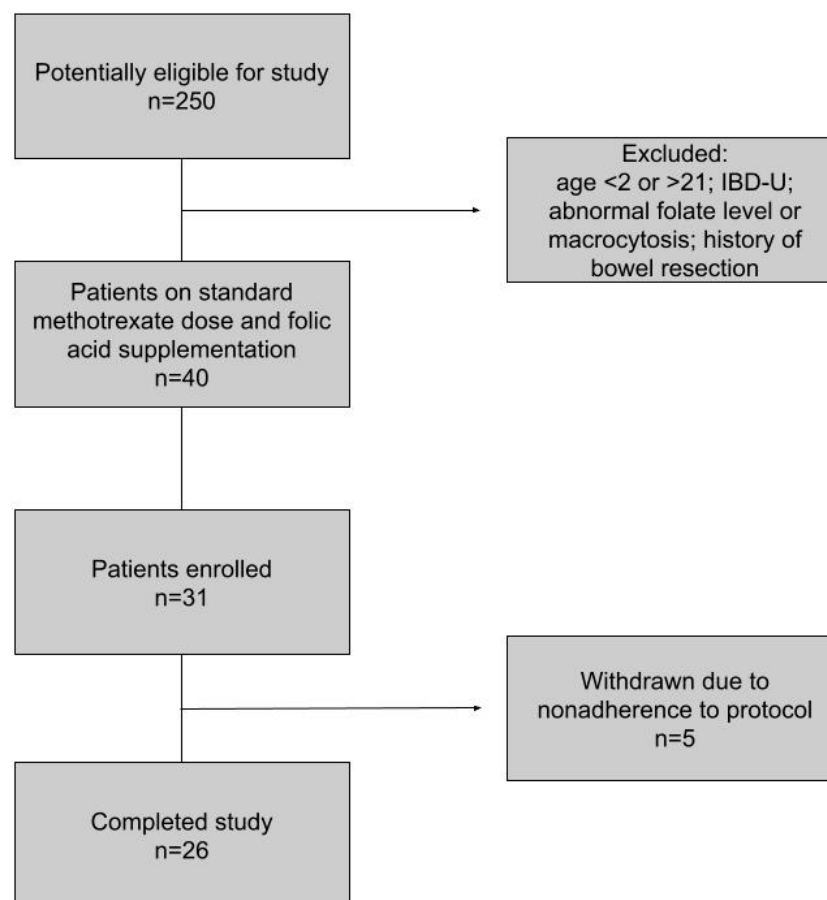 Potentially eligible for study
n=250
Excluded:
age <2 or >21; IBD-U;
abnormal folate level or
macrocytosis; history of
bowel resection
Patients on standard
methotrexate dose and folic
acid supplementation
n=40
Patients enrolled
n=31
Withdrawn due to
nonadherence to protocol
n=5
Completed study
n=26